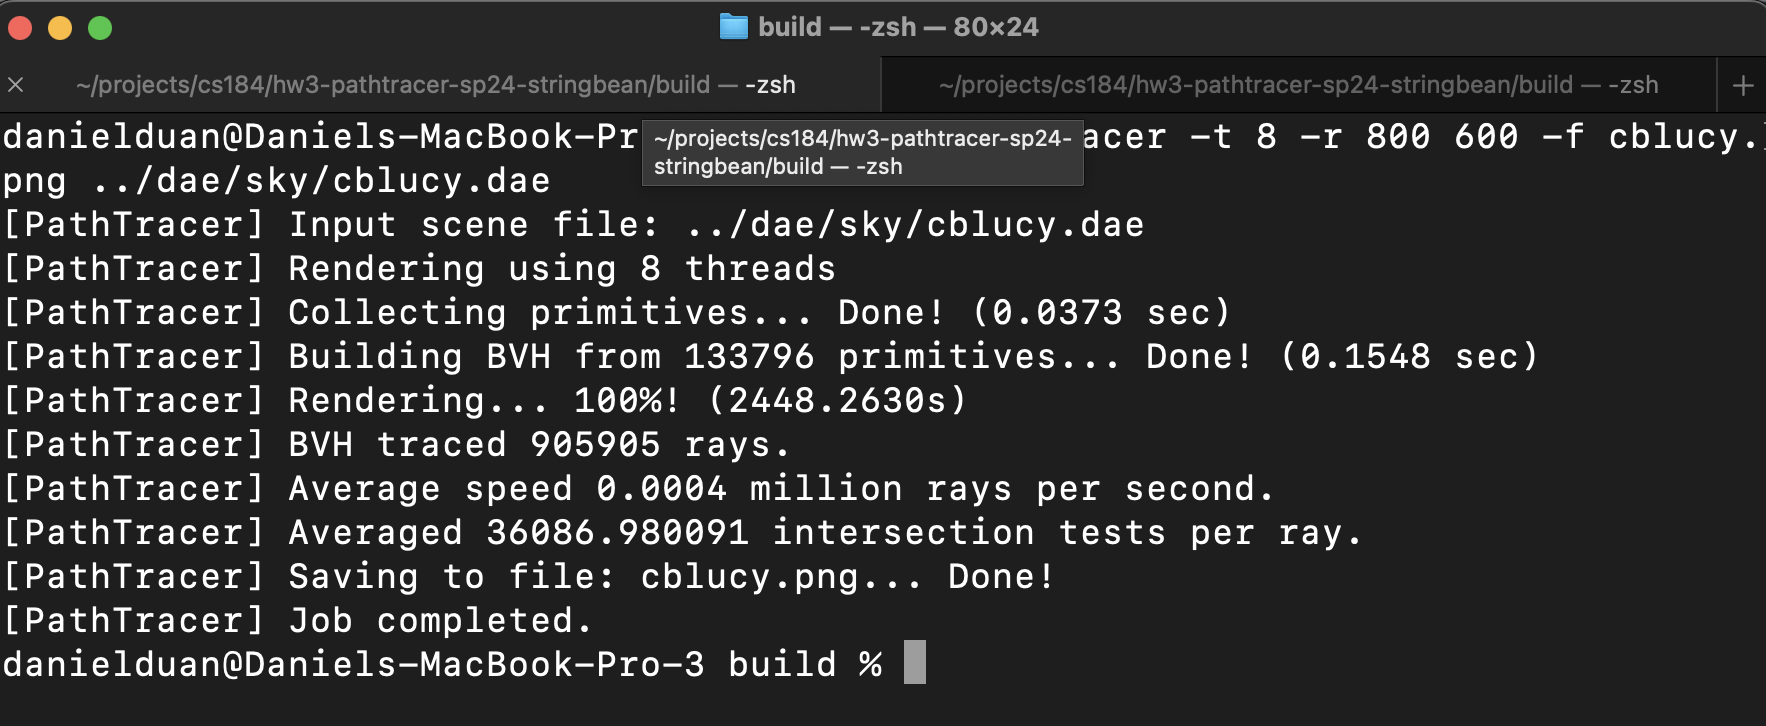 build — -zsh — 80×24
~/projects/cs184/hw3-pathtracer-sp24-stringbean/build — -zsh
~/projects/cs184/hw3-pathtracer-sp24-stringbean/build — -zsh
danielduan@Daniels-MacBook-Pr acer -t 8 -r 800 600 -f cblucy.
~/projects/cs184/hw3-pathtracer-sp24-
stringbean/build — -zsh
png ../dae/sky/cblucy.dae
[PathTracer] Input scene file: ../dae/sky/cblucy.dae
[PathTracer] Rendering using 8 threads
[PathTracer] Collecting primitives... Done! (0.0373 sec)
[PathTracer] Building BVH from 133796 primitives... Done! (0.1548 sec)
[PathTracer] Rendering... 100%! (2448.2630s)
[PathTracer] BVH traced 905905 rays.
[PathTracer] Average speed 0.0004 million rays per second.
[PathTracer] Averaged 36086.980091 intersection tests per ray.
[PathTracer] Saving to file: cblucy.png... Done!
[PathTracer] Job completed.
danielduan@Daniels-MacBook-Pro-3 build %